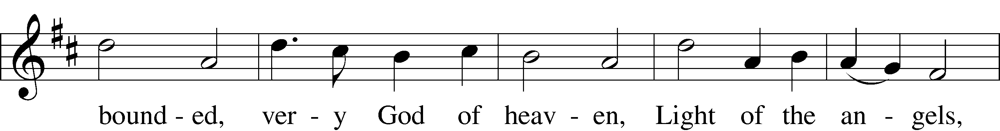 bound - ed, ver - y God of heav - en, Light of the an - gels,